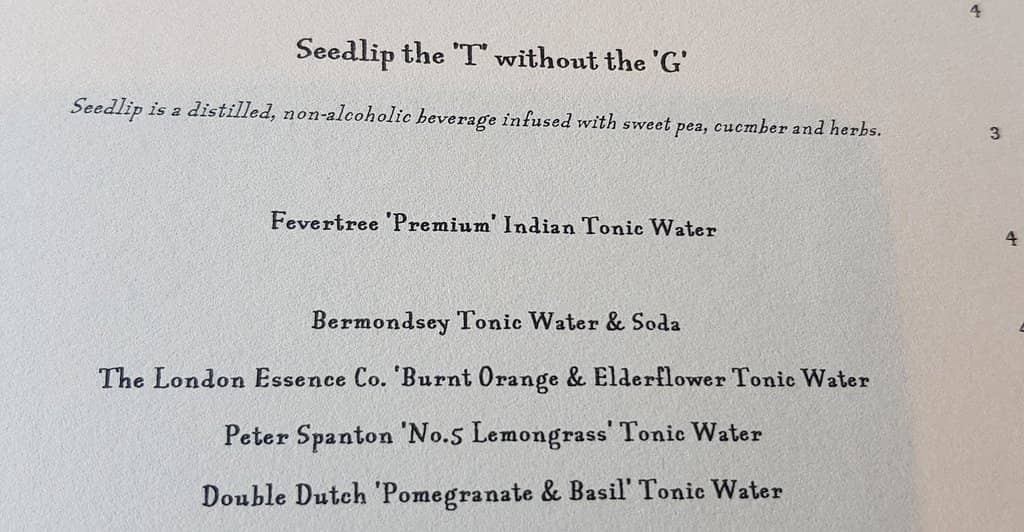 4
Seedlip the 'T' without the 'G'
Seedlip is a distilled, non-alcoholic beverage infused with sweet pea, cucmber and herbs.
3
Fevertree 'Premium' Indian Tonic Water
4
Bermondsey Tonic Water & Soda
The London Essence Co. 'Burnt Orange & Elderflower Tonic Water
Peter Spanton 'No.5 Lemongrass' Tonic Water
Double Dutch 'Pomegranate & Basil' Tonic Water